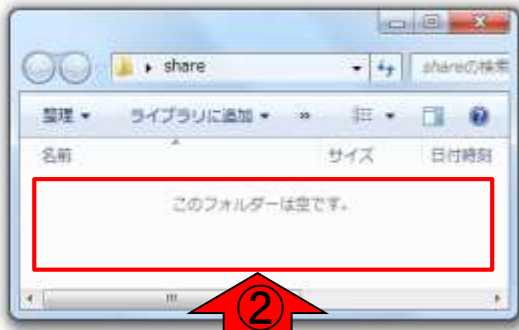 share
shareの検索
整理
ライブラリに追加
»
名前
サイズ
日付時刻
このフォルダーは空です。
②